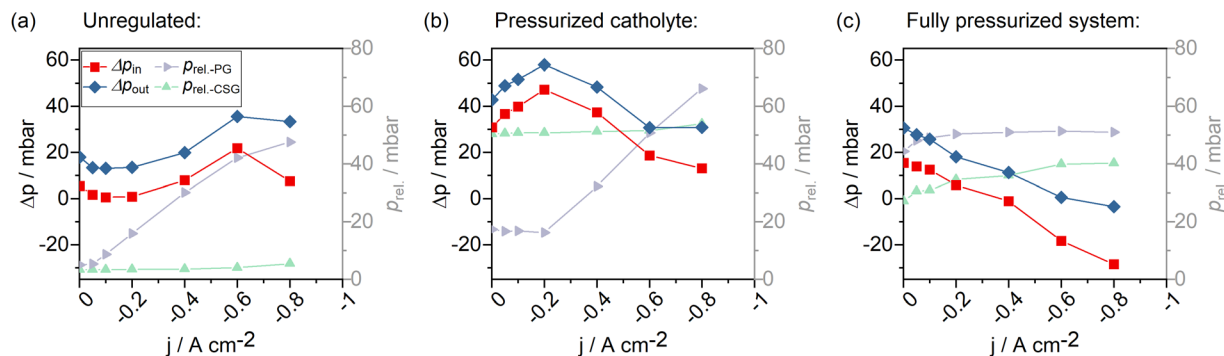 (a) Unregulated:
Δp / mbar
60
40
20
0
-20
Δp_in
Δp_out
p_rel.-PG
p_rel.-CSG
80
60
40
20
0
p_rel. / mbar
0 -0.2 -0.4 -0.6 -0.8 -1
j / A cm⁻²
(b) Pressurized catholyte:
Δp / mbar
60
40
20
0
-20
80
60
40
20
0
p_rel. / mbar
0 -0.2 -0.4 -0.6 -0.8 -1
j / A cm⁻²
(c) Fully pressurized system:
Δp / mbar
60
40
20
0
-20
80
60
40
20
0
p_rel. / mbar
0 -0.2 -0.4 -0.6 -0.8 -1
j / A cm⁻²